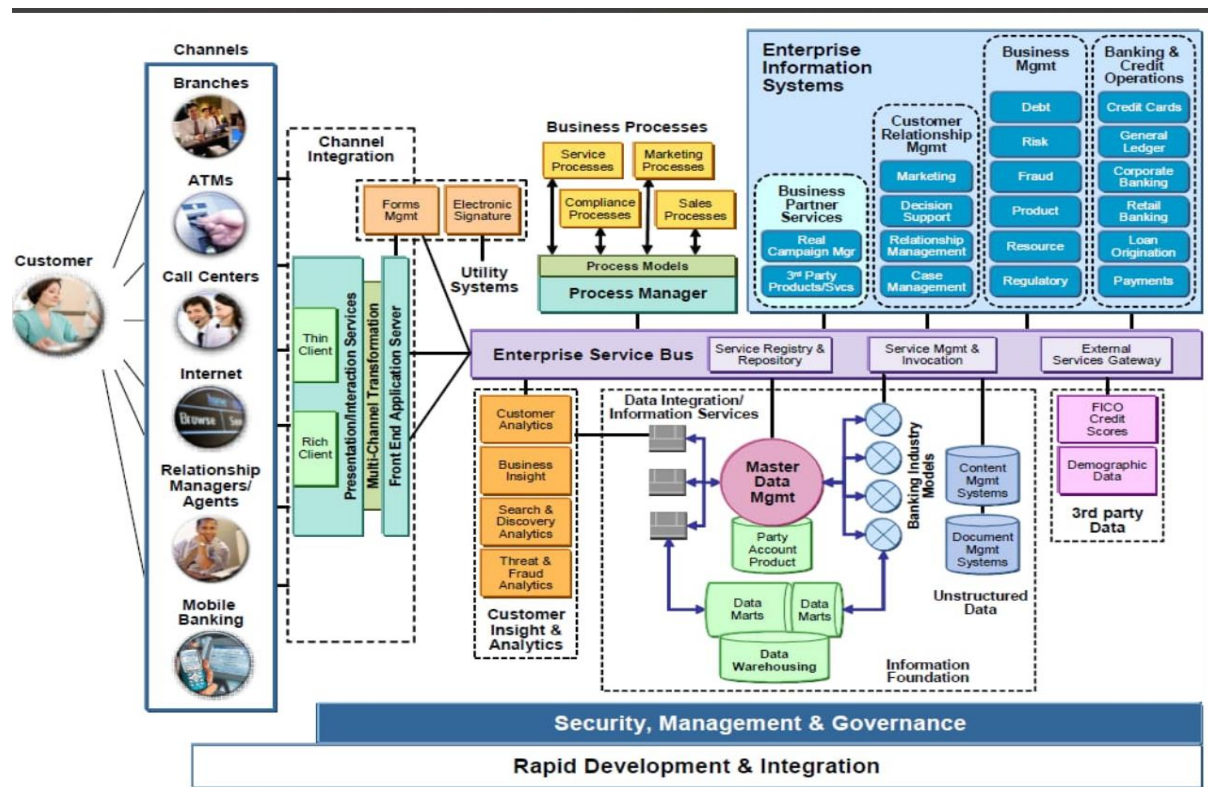 Channels
Branches
ATMs
Call Centers
Internet
Browse
Relationship
Managers/
Agents
Mobile
Banking
Customer
Channel
Integration
Forms
Mgmt
Electronic
Signature
Utility
Systems
Thin
Client
Rich
Client
Presentation/Interaction Services
Multi-Channel Transformation
Front End Application Server
Business Processes
Service
Processes
Marketing
Processes
Compliance
Processes
Sales
Processes
Process Models
Process Manager
Enterprise
Information
Systems
Business
Partner
Services
Real
Campaign Mgr
3rd Party
Products/Svcs
Customer
Relationship
Mgmt
Marketing
Decision
Support
Relationship
Management
Case
Management
Business
Mgmt
Debt
Risk
Fraud
Product
Resource
Regulatory
Banking &
Credit
Operations
Credit Cards
General
Ledger
Corporate
Banking
Retail
Banking
Loan
Origination
Payments
Enterprise Service Bus
Service Registry &
Repository
Service Mgmt &
Invocation
External
Services Gateway
Customer
Analytics
Business
Insight
Search &
Discovery
Analytics
Threat &
Fraud
Analytics
Customer
Insight &
Analytics
Data Integration/
Information Services
Master
Data
Mgmt
Party
Account
Product
Banking Industry
Models
Data
Marts
Data
Marts
Data
Warehousing
Content
Mgmt
Systems
Document
Mgmt
Systems
Unstructured
Data
Information
Foundation
FICO
Credit
Scores
Demographic
Data
3rd party
Data
Security, Management & Governance
Rapid Development & Integration